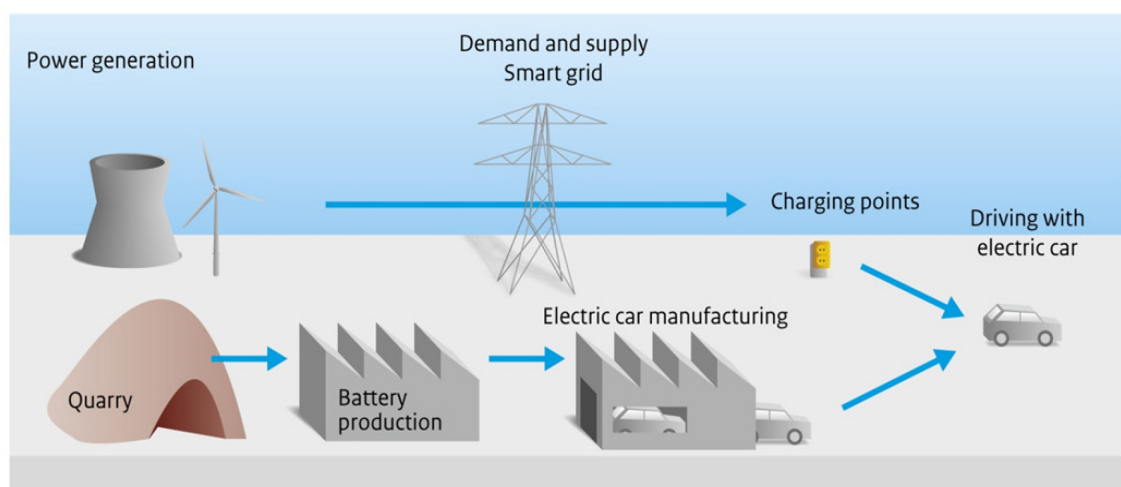 Power generation
Demand and supply
Smart grid
Charging points
Driving with
electric car
Electric car manufacturing
Quarry
Battery
production